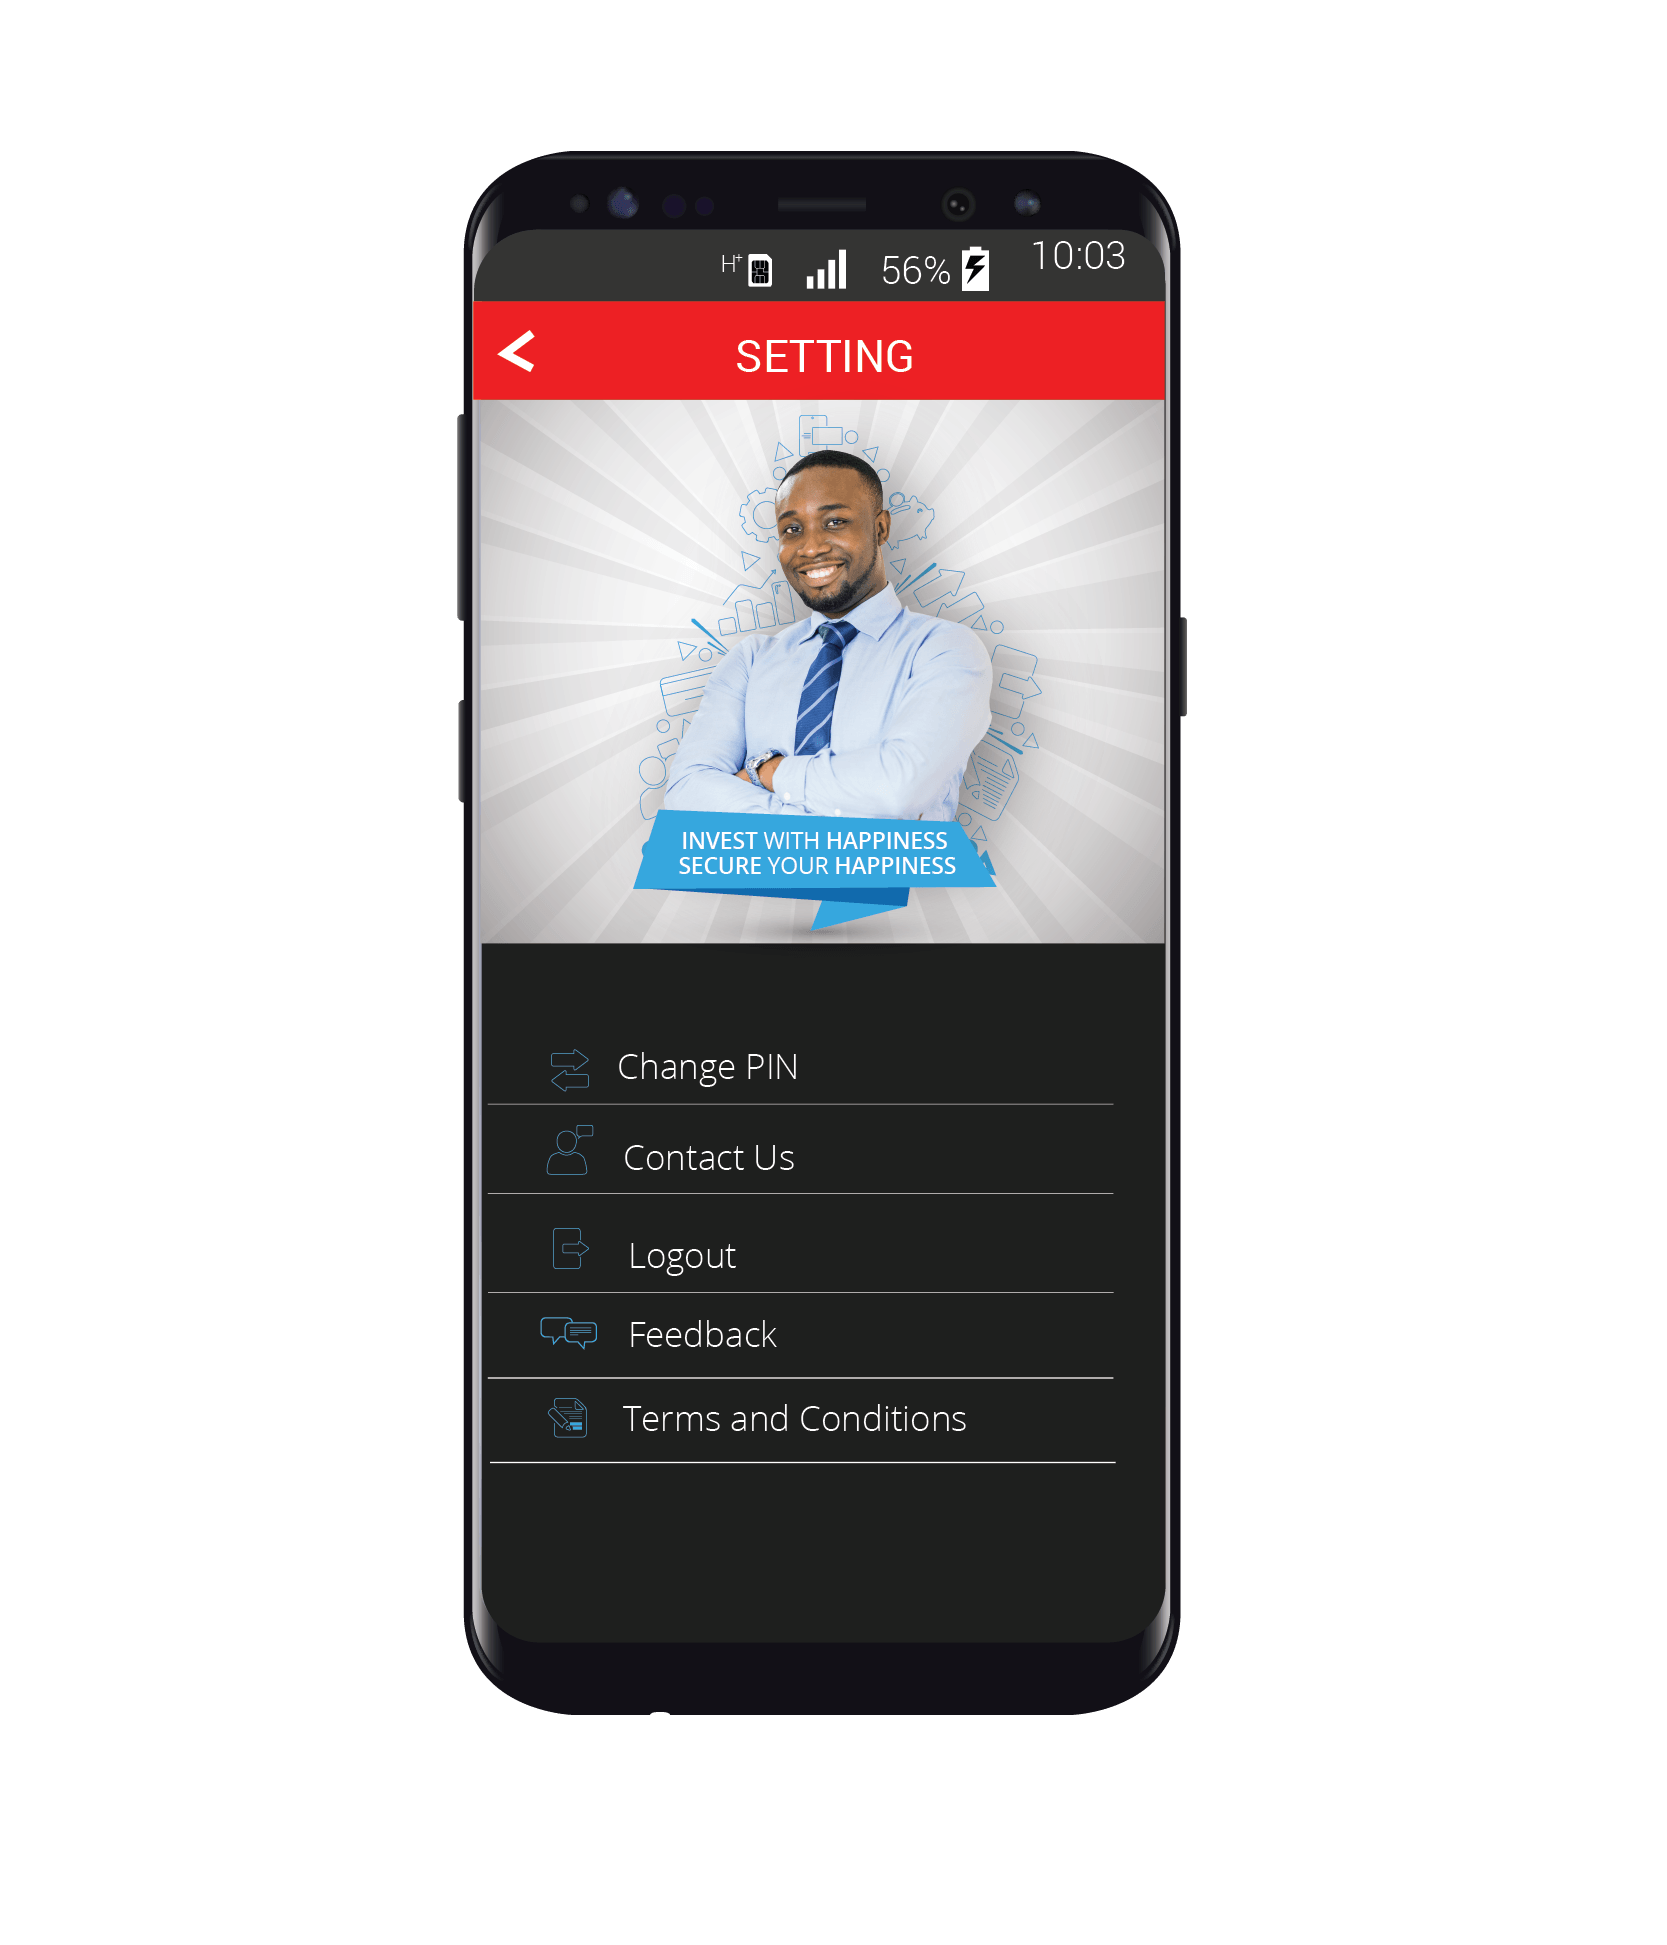 H+
56%
10:03
SETTING
INVEST WITH HAPPINESS
SECURE YOUR HAPPINESS
Change PIN
Contact Us
Logout
Feedback
Terms and Conditions